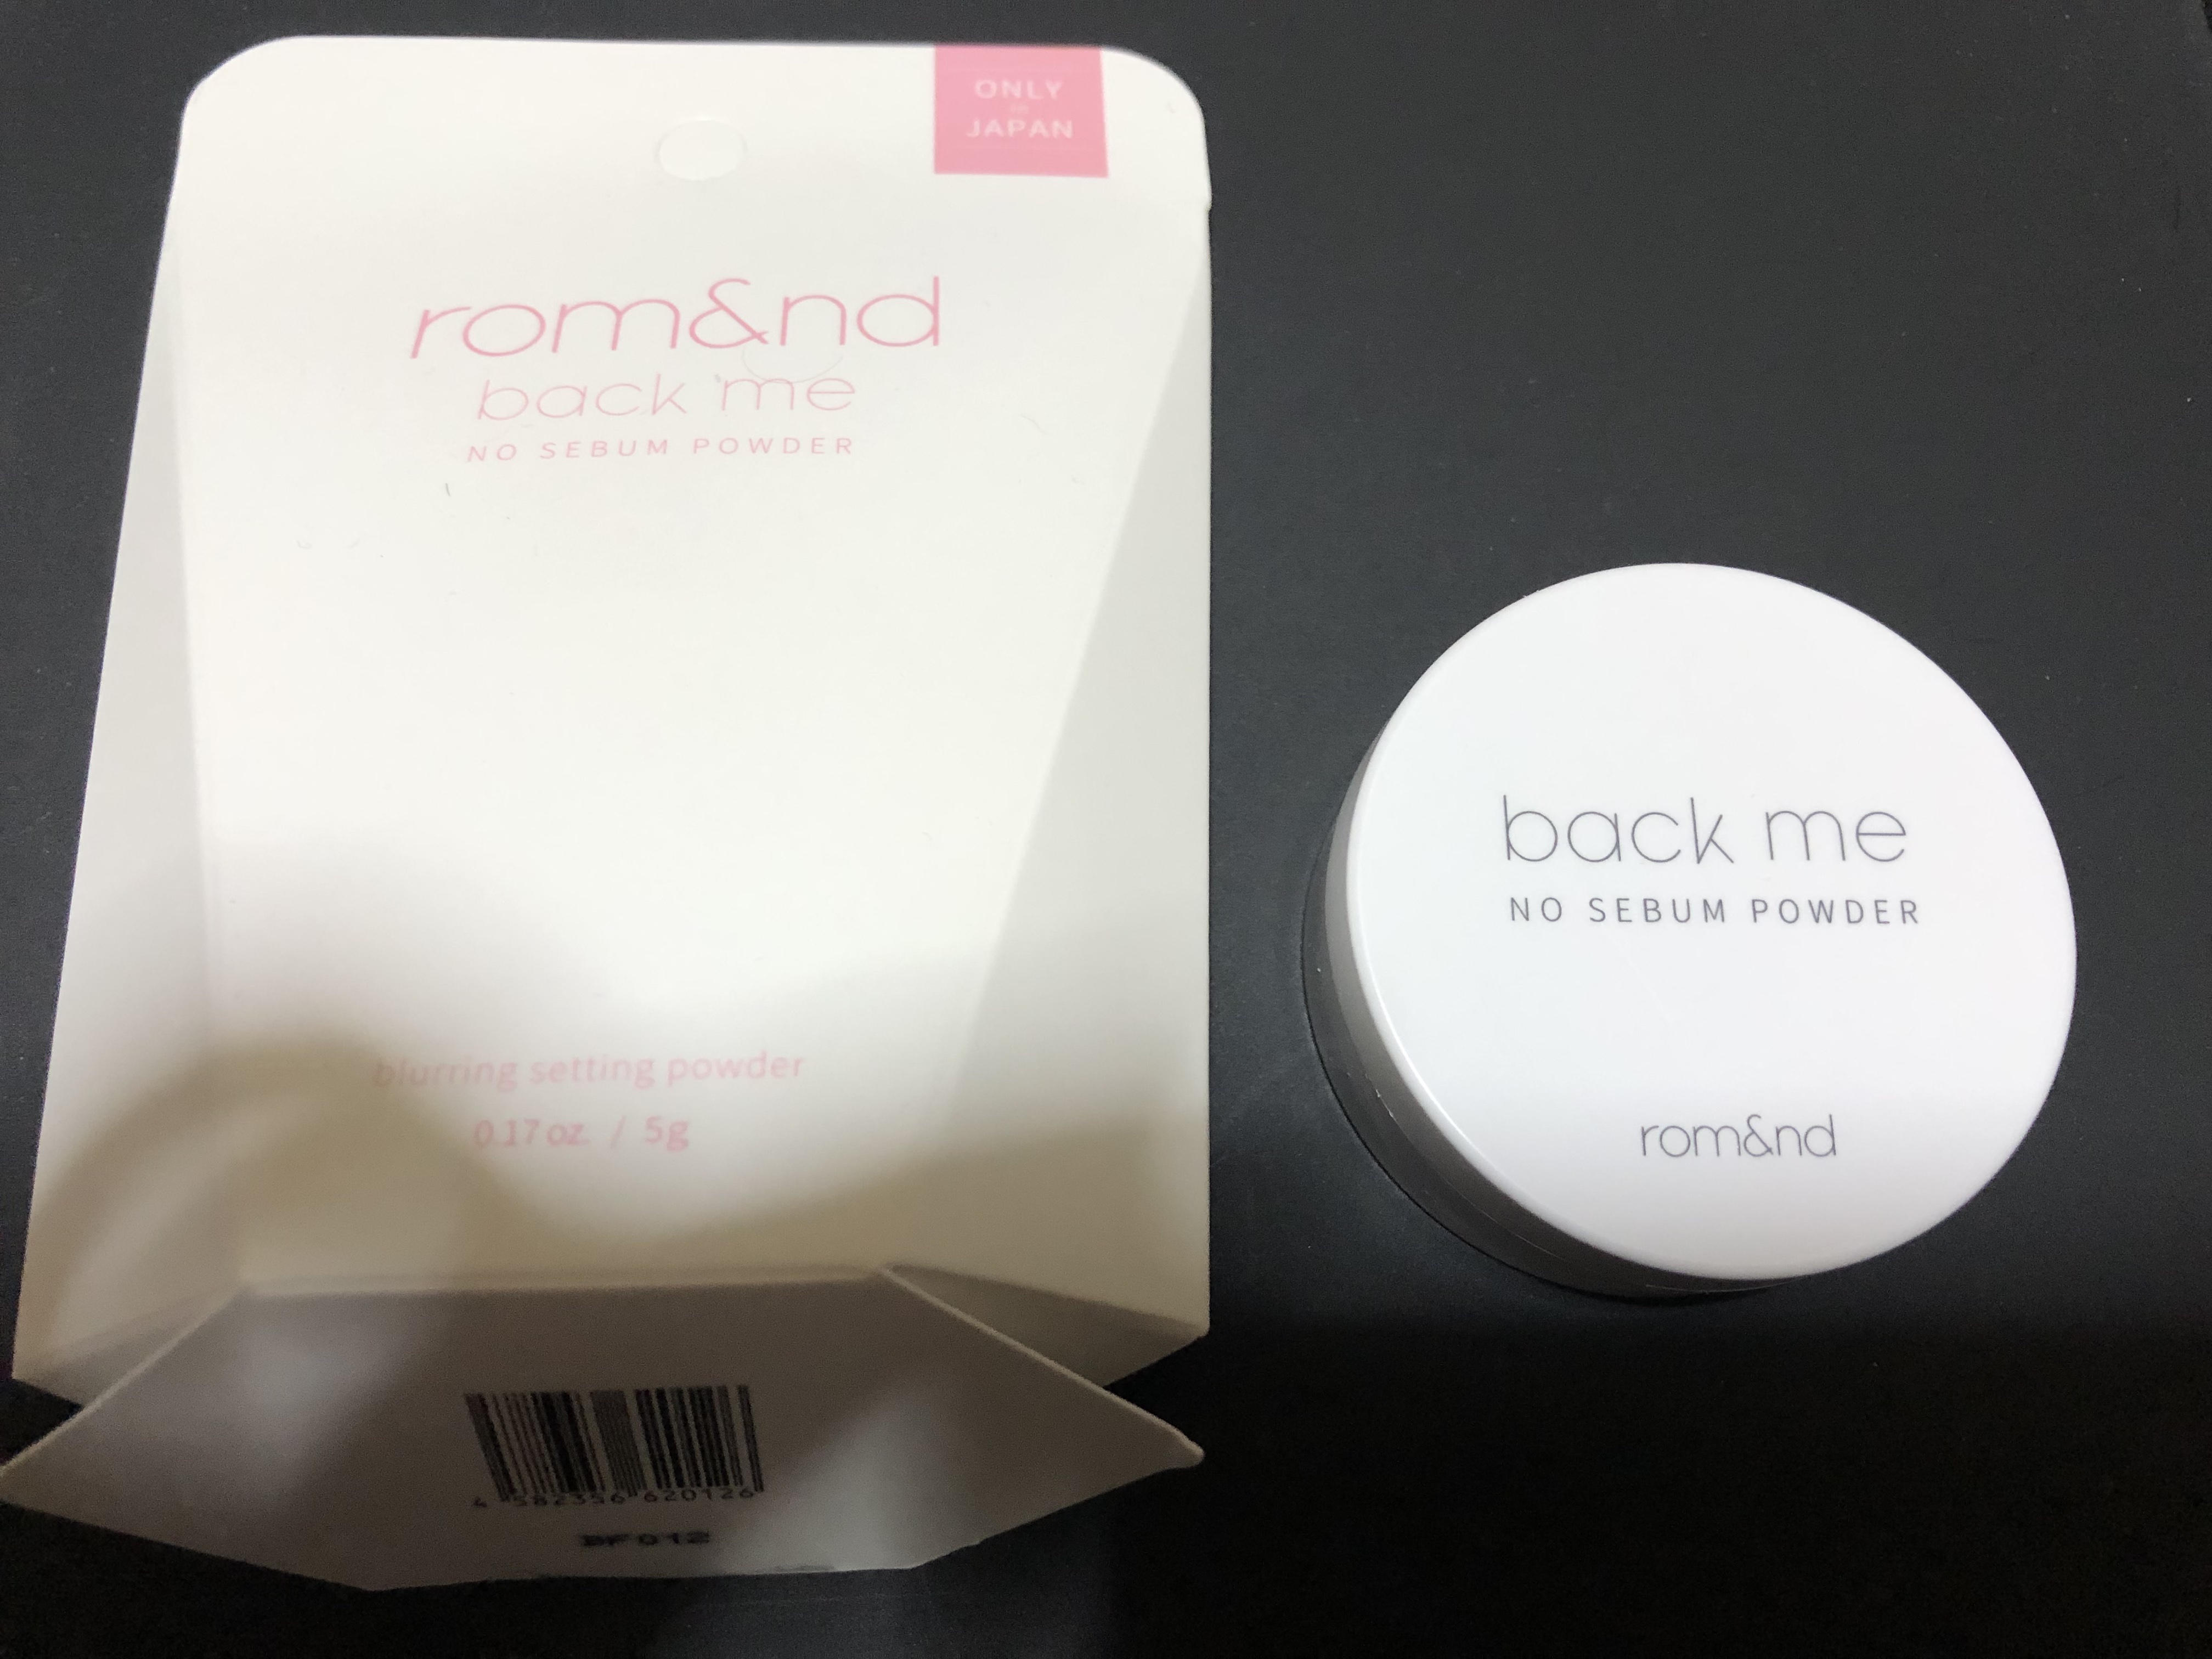 ONLY
in
JAPAN
rom&nd
back me
NO SEBUM POWDER
blurring setting powder
0.17 oz. / 5g
4 582356 620126
BF012
back me
NO SEBUM POWDER
rom&nd